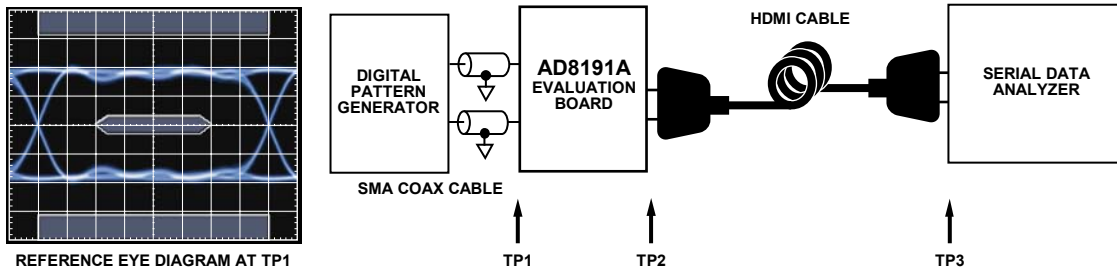 REFERENCE EYE DIAGRAM AT TP1
DIGITAL
PATTERN
GENERATOR
SMA COAX CABLE
AD8191A
EVALUATION
BOARD
HDMI CABLE
SERIAL DATA
ANALYZER
TP1
TP2
TP3